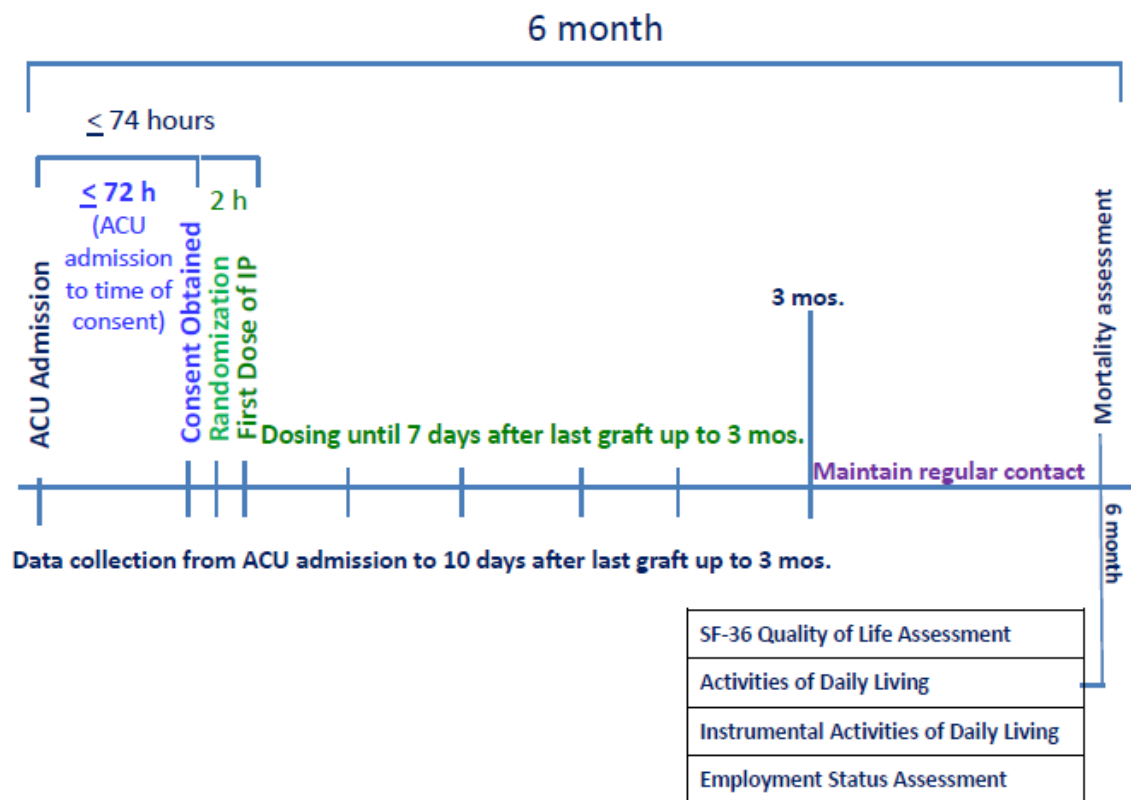 6 month
≤ 74 hours
≤ 72 h
(ACU
admission
to time of
consent)
2 h
ACU Admission
Consent Obtained
Randomization
First Dose of IP
3 mos.
Mortality assessment
Dosing until 7 days after last graft up to 3 mos.
Maintain regular contact
6 month
Data collection from ACU admission to 10 days after last graft up to 3 mos.
SF-36 Quality of Life Assessment
Activities of Daily Living
Instrumental Activities of Daily Living
Employment Status Assessment